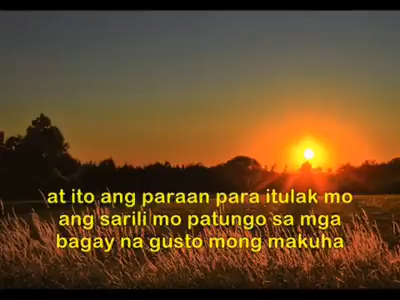 at ito ang paraan para itulak mo
ang sarili mo patungo sa mga
bagay na gusto mong makuha